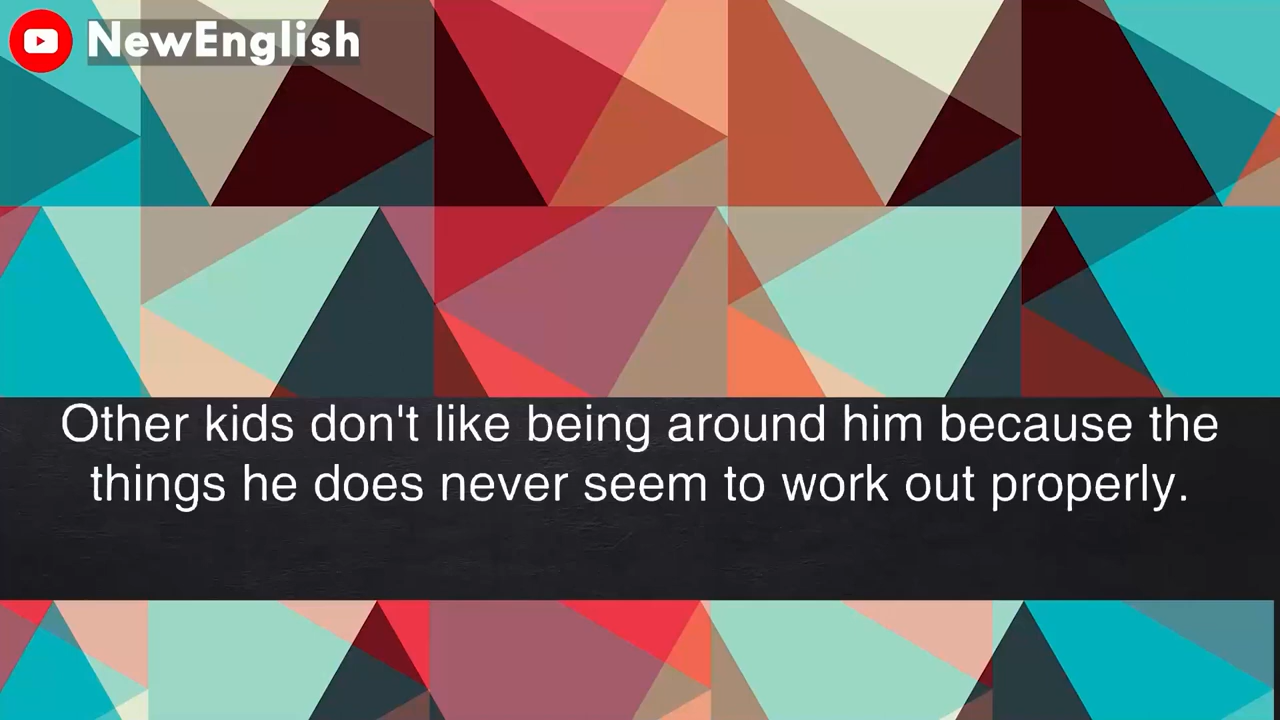 NewEnglish
Other kids don't like being around him because the
things he does never seem to work out properly.